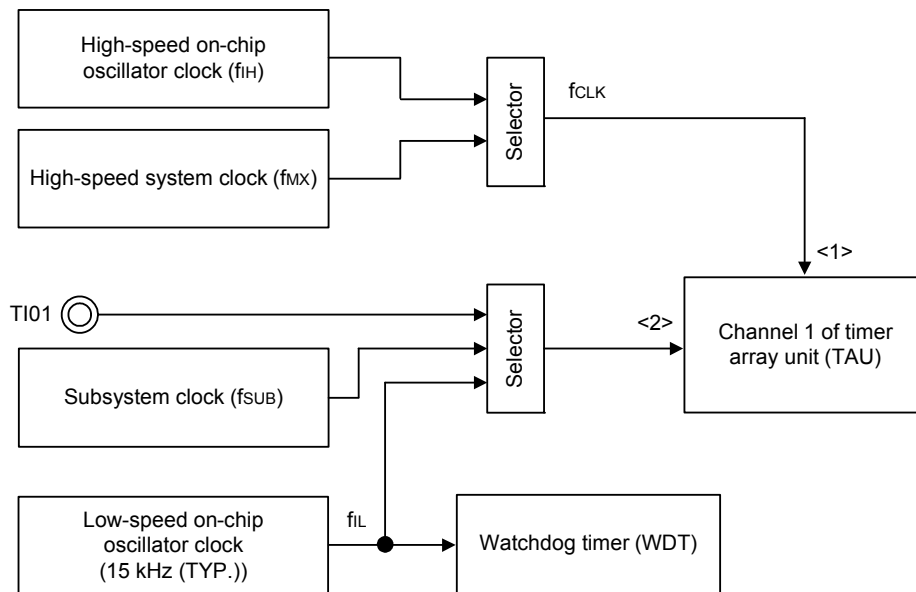 High-speed on-chip
oscillator clock (fIH)
Selector
fCLK
High-speed system clock (fMX)
<1>
TI01
Selector
<2>
Channel 1 of timer
array unit (TAU)
Subsystem clock (fSUB)
Low-speed on-chip
oscillator clock
(15 kHz (TYP.))
fIL
Watchdog timer (WDT)